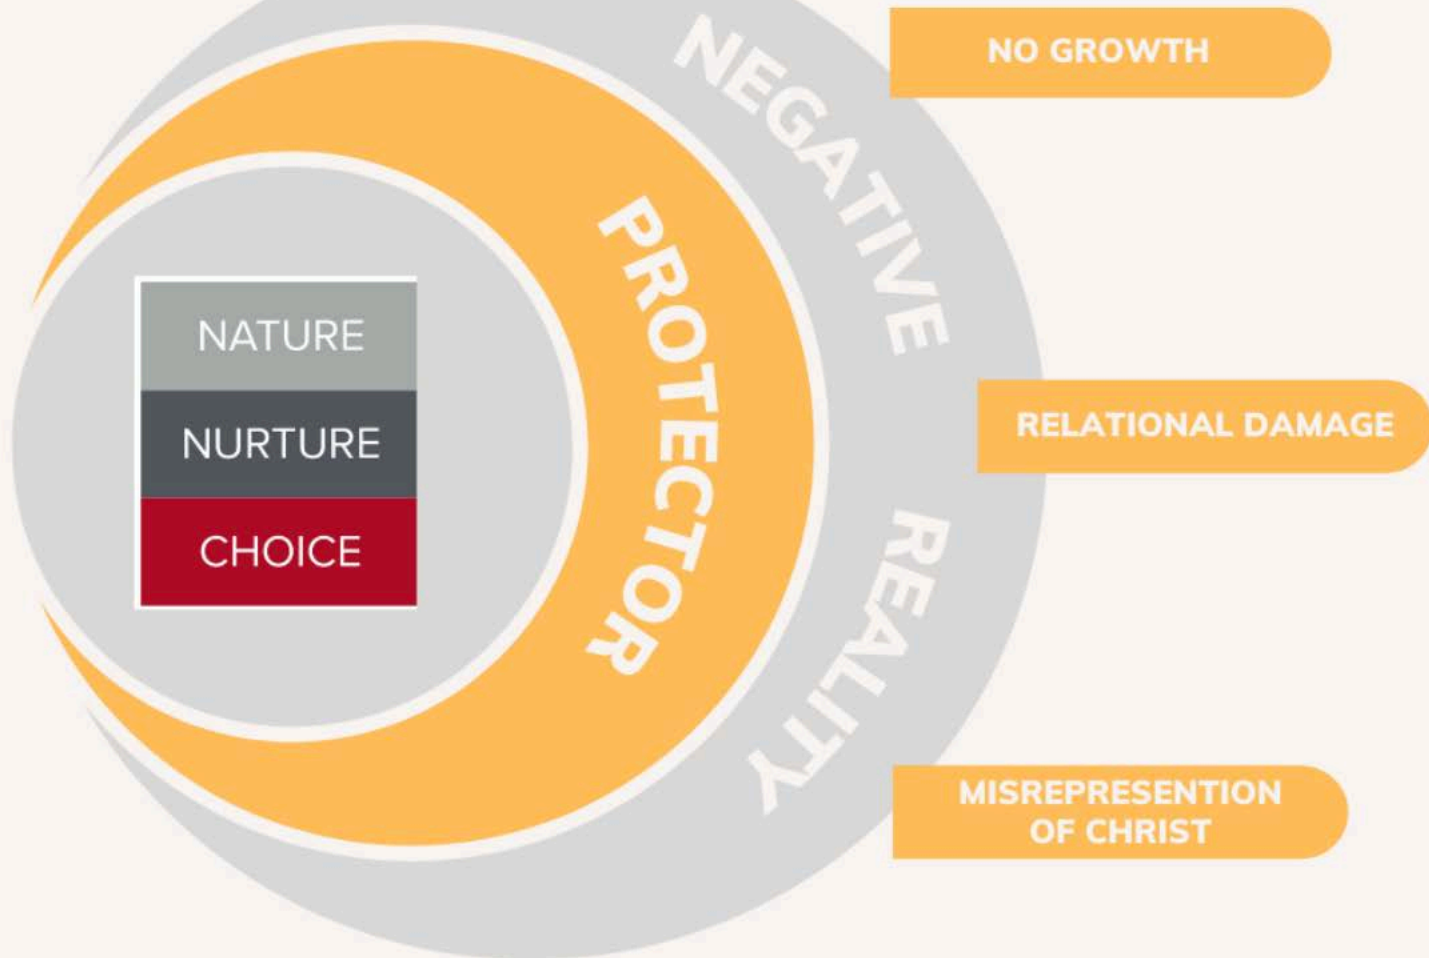 NO GROWTH
NEGATIVE
REALITY
PROTECTOR
NATURE
NURTURE
CHOICE
RELATIONAL DAMAGE
MISREPRESENTION
OF CHRIST